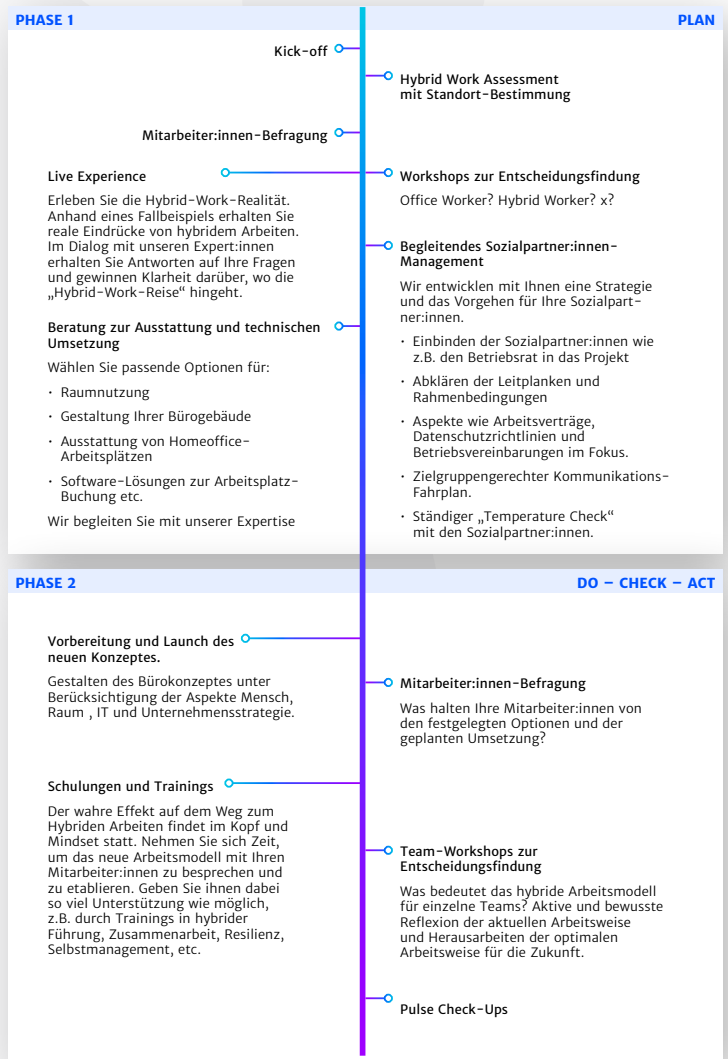 PHASE 1
PLAN
Kick-off
Hybrid Work Assessment
mit Standort-Bestimmung
Mitarbeiter:innen-Befragung
Live Experience
Erleben Sie die Hybrid-Work-Realität.
Anhand eines Fallbeispiels erhalten Sie
reale Eindrücke von hybridem Arbeiten.
Im Dialog mit unseren Expert:innen
erhalten Sie Antworten auf Ihre Fragen
und gewinnen Klarheit darüber, wo die
„Hybrid-Work-Reise“ hingeht.
Workshops zur Entscheidungsfindung
Office Worker? Hybrid Worker? x?
Begleitendes Sozialpartner:innen-
Management
Wir entwicklen mit Ihnen eine Strategie
und das Vorgehen für Ihre Sozialpart-
ner:innen.
· Einbinden der Sozialpartner:innen wie
z.B. den Betriebsrat in das Projekt
· Abklären der Leitplanken und
Rahmenbedingungen
· Aspekte wie Arbeitsverträge,
Datenschutzrichtlinien und
Betriebsvereinbarungen im Fokus.
· Zielgruppengerechter Kommunikations-
Fahrplan.
· Ständiger „Temperature Check“
mit den Sozialpartner:innen.
Beratung zur Ausstattung und technischen
Umsetzung
Wählen Sie passende Optionen für:
· Raumnutzung
· Gestaltung Ihrer Bürogebäude
· Ausstattung von Homeoffice-
Arbeitsplätzen
· Software-Lösungen zur Arbeitsplatz-
Buchung etc.
Wir begleiten Sie mit unserer Expertise
PHASE 2
DO – CHECK – ACT
Vorbereitung und Launch des
neuen Konzeptes.
Gestalten des Bürokonzeptes unter
Berücksichtigung der Aspekte Mensch,
Raum , IT und Unternehmensstrategie.
Mitarbeiter:innen-Befragung
Was halten Ihre Mitarbeiter:innen von
den festgelegten Optionen und der
geplanten Umsetzung?
Schulungen und Trainings
Der wahre Effekt auf dem Weg zum
Hybriden Arbeiten findet im Kopf und
Mindset statt. Nehmen Sie sich Zeit,
um das neue Arbeitsmodell mit Ihren
Mitarbeiter:innen zu besprechen und
zu etablieren. Geben Sie ihnen dabei
so viel Unterstützung wie möglich,
z.B. durch Trainings in hybrider
Führung, Zusammenarbeit, Resilienz,
Selbstmanagement, etc.
Team-Workshops zur
Entscheidungsfindung
Was bedeutet das hybride Arbeitsmodell
für einzelne Teams? Aktive und bewusste
Reflexion der aktuellen Arbeitsweise
und Herausarbeiten der optimalen
Arbeitsweise für die Zukunft.
Pulse Check-Ups